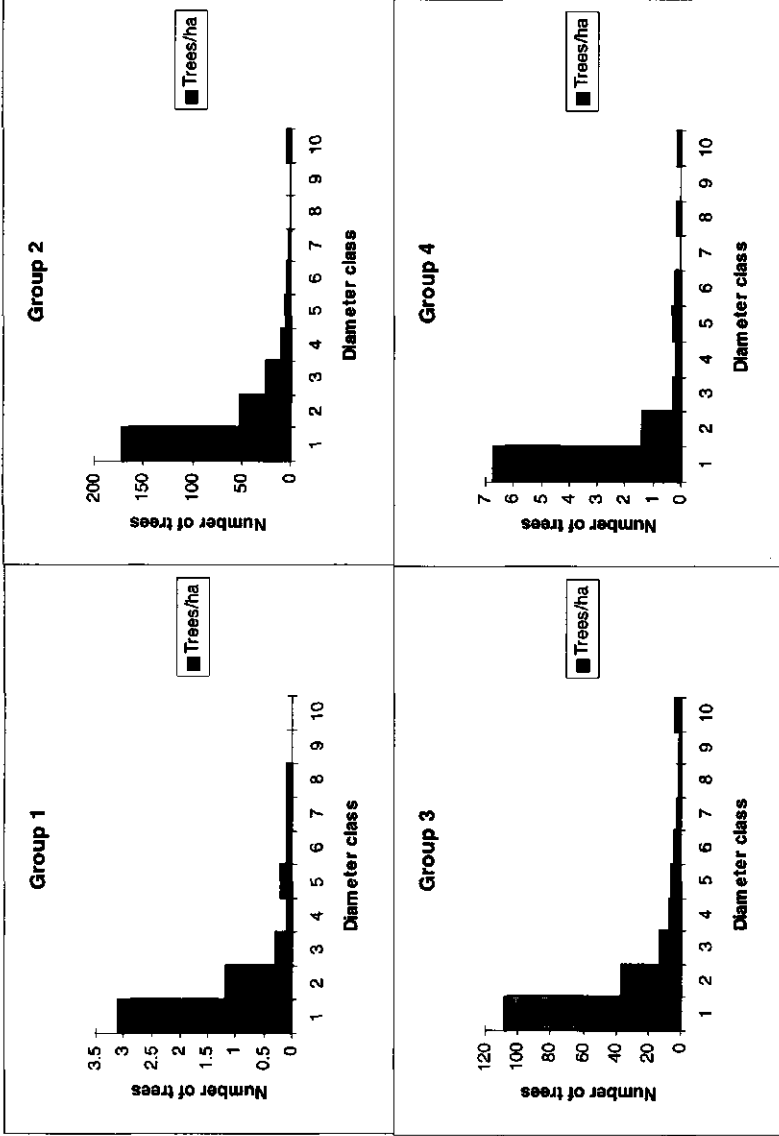 Group 1
Number of trees
3.5
3
2.5
2
1.5
1
0.5
0
1 2 3 4 5 6 7 8 9 10
Diameter class
Trees/ha
Group 2
Number of trees
200
150
100
50
0
1 2 3 4 5 6 7 8 9 10
Diameter class
Trees/ha
Group 3
Number of trees
120
100
80
60
40
20
0
1 2 3 4 5 6 7 8 9 10
Diameter class
Trees/ha
Group 4
Number of trees
7
6
5
4
3
2
1
0
1 2 3 4 5 6 7 8 9 10
Diameter class
Trees/ha